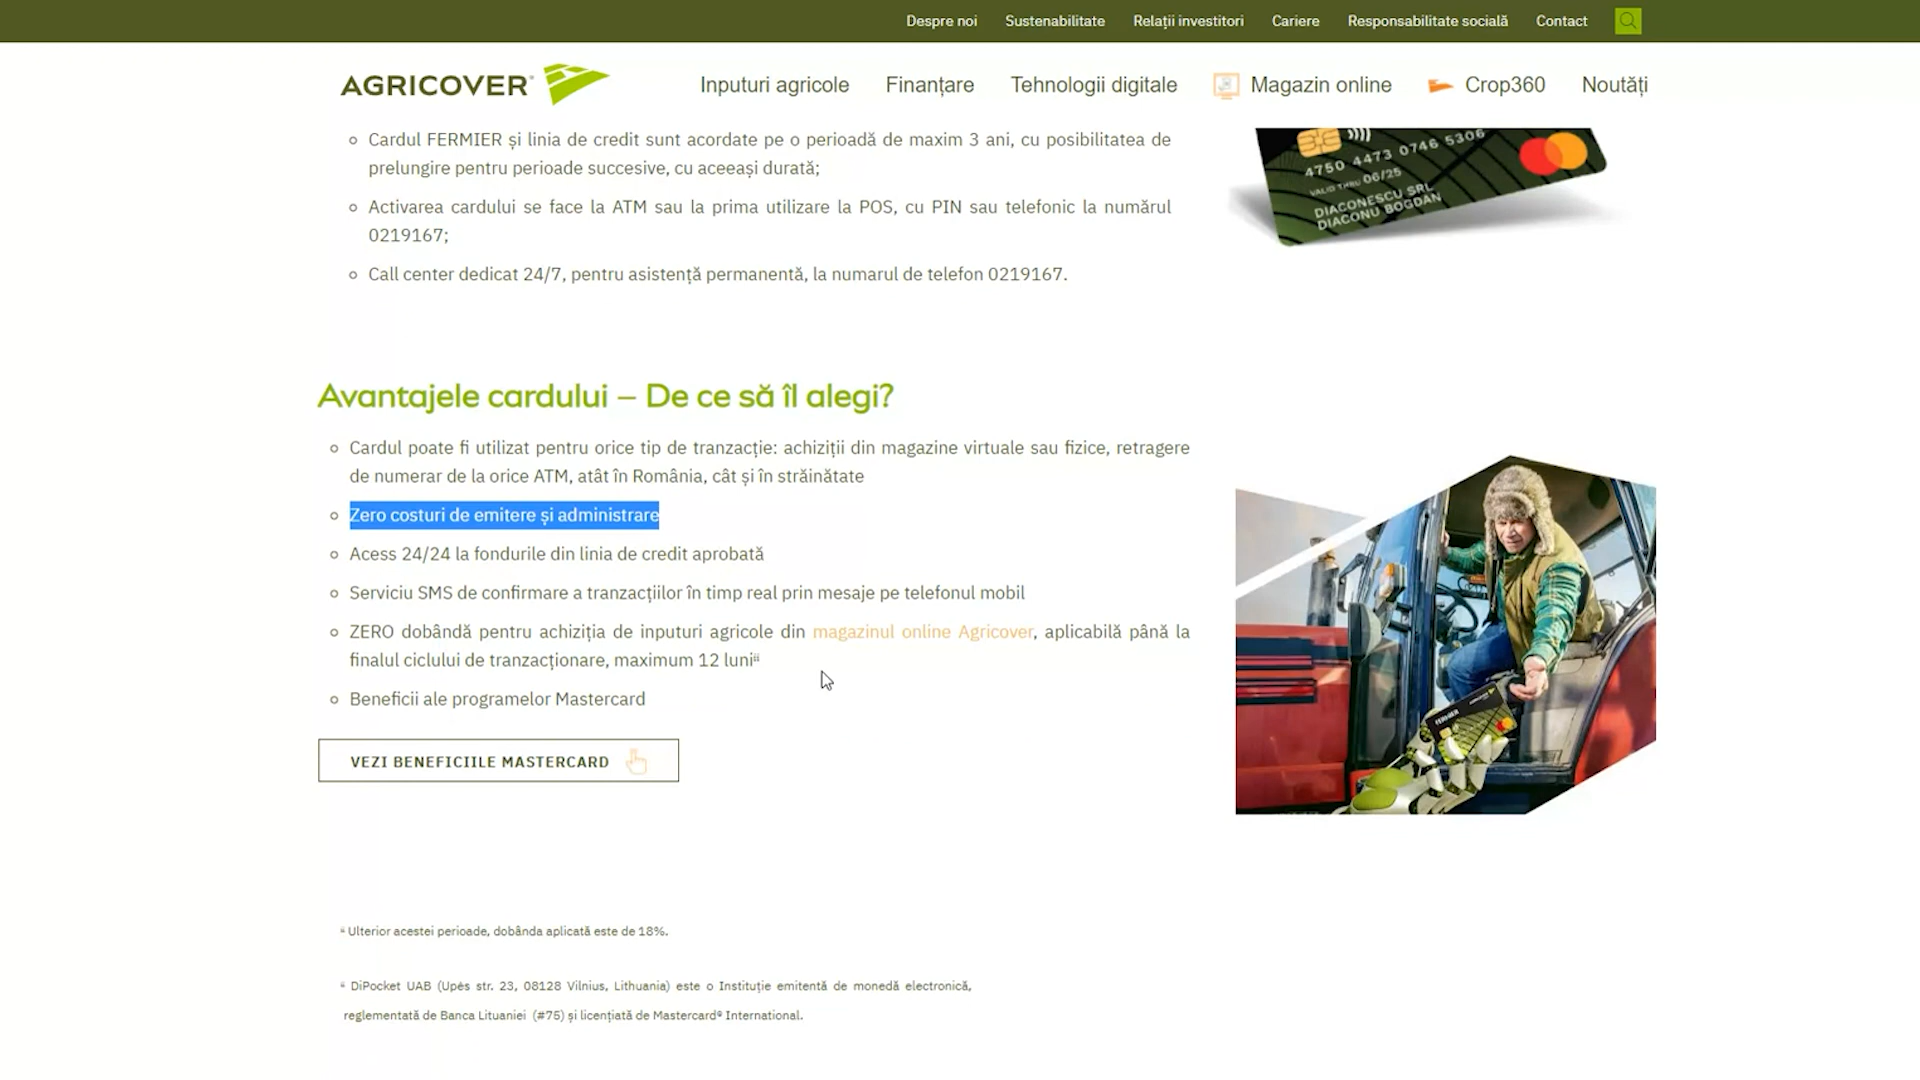 Despre noi Sustenabilitate Relații investitori Cariere Responsabilitate socială Contact
AGRICOVER Inputuri agricole Finanțare Tehnologii digitale Magazin online Crop360 Noutăți
Cardul FERMIER și linia de credit sunt acordate pe o perioadă de maxim 3 ani, cu posibilitatea de
prelungire pentru perioade succesive, cu aceeași durată;
Activarea cardului se face la ATM sau la prima utilizare la POS, cu PIN sau telefonic la numărul
0219167;
Call center dedicat 24/7, pentru asistență permanentă, la numarul de telefon 0219167.
4750 4473 0746 5306
VALID THRU 06/25
DIACONESCU SRL
DIACONU BOGDAN
Avantajele cardului – De ce să îl alegi?
Cardul poate fi utilizat pentru orice tip de tranzacție: achiziții din magazine virtuale sau fizice, retragere
de numerar de la orice ATM, atât în România, cât și în străinătate
Zero costuri de emitere și administrare
Acess 24/24 la fondurile din linia de credit aprobată
Serviciu SMS de confirmare a tranzacțiilor în timp real prin mesaje pe telefonul mobil
ZERO dobândă pentru achiziția de inputuri agricole din magazinul online Agricover, aplicabilă până la
finalul ciclului de tranzacționare, maximum 12 luniⁱⁱ
Beneficii ale programelor Mastercard
VEZI BENEFICIILE MASTERCARD
FERMIER
ⁱⁱ Ulterior acestei perioade, dobânda aplicată este de 18%.
ⁱⁱ DiPocket UAB (Upės str. 23, 08128 Vilnius, Lithuania) este o Instituție emitentă de monedă electronică,
reglementată de Banca Lituaniei (#75) și licențiată de Mastercard® International.